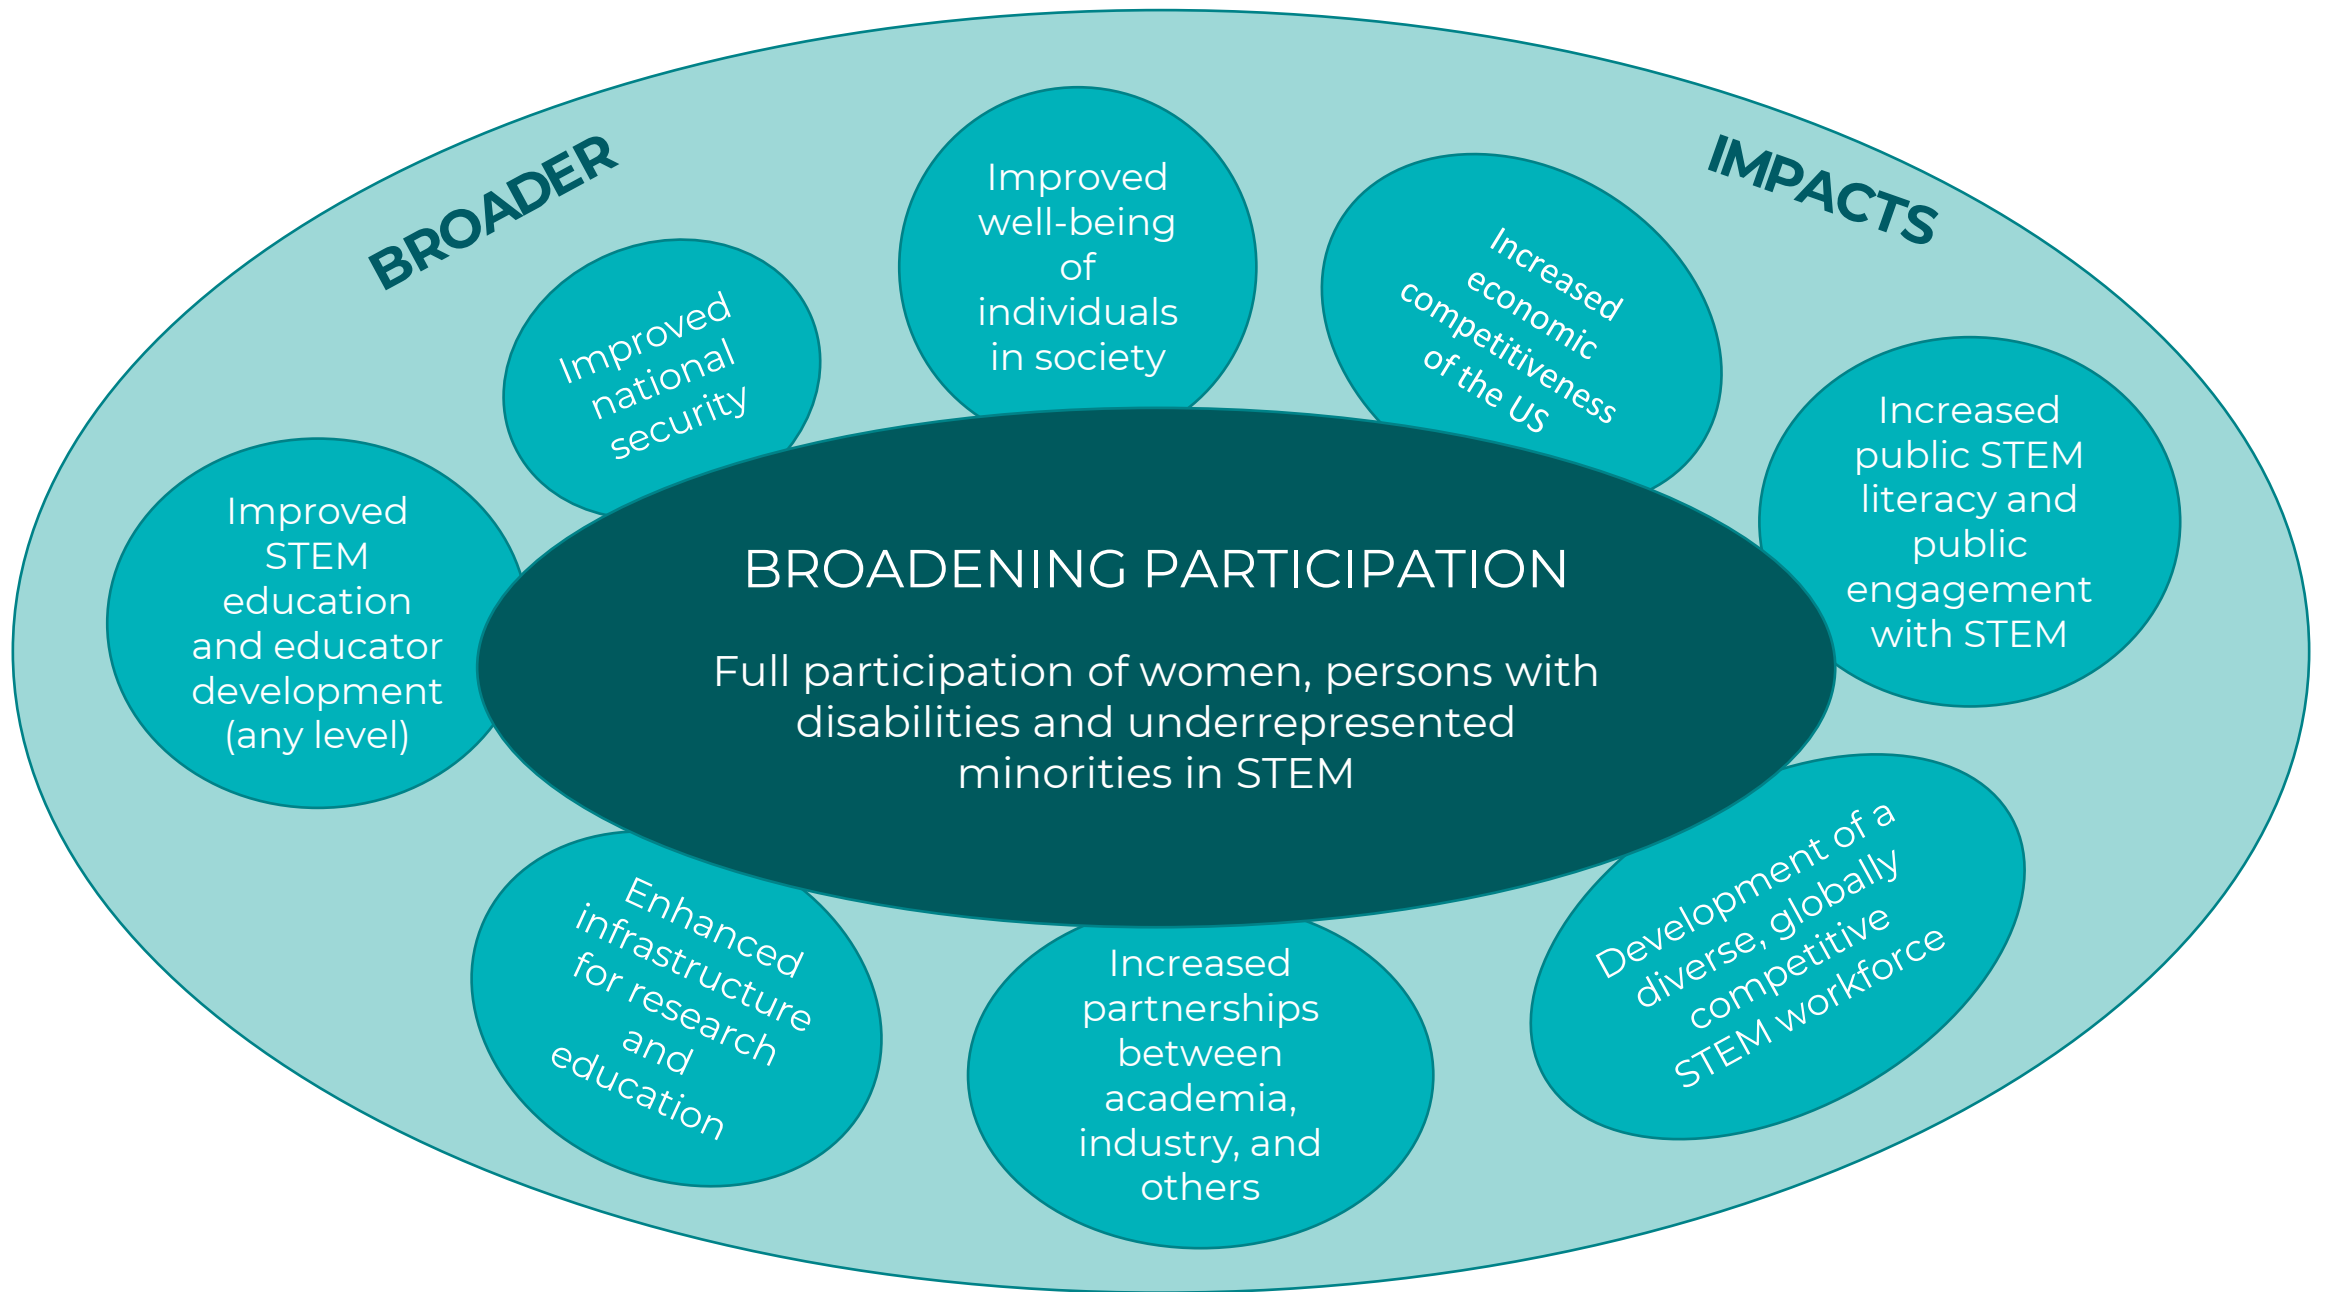 BROADER
IMPACTS
Improved
well-being
of
individuals
in society
Increased
economic
competitiveness
of the US
Improved
national
security
Increased
public STEM
literacy and
public
engagement
with STEM
Improved
STEM
education
and educator
development
(any level)
BROADENING PARTICIPATION
Full participation of women, persons with
disabilities and underrepresented
minorities in STEM
Development of a
diverse, globally
competitive
STEM workforce
Enhanced
infrastructure
for research
and
education
Increased
partnerships
between
academia,
industry, and
others